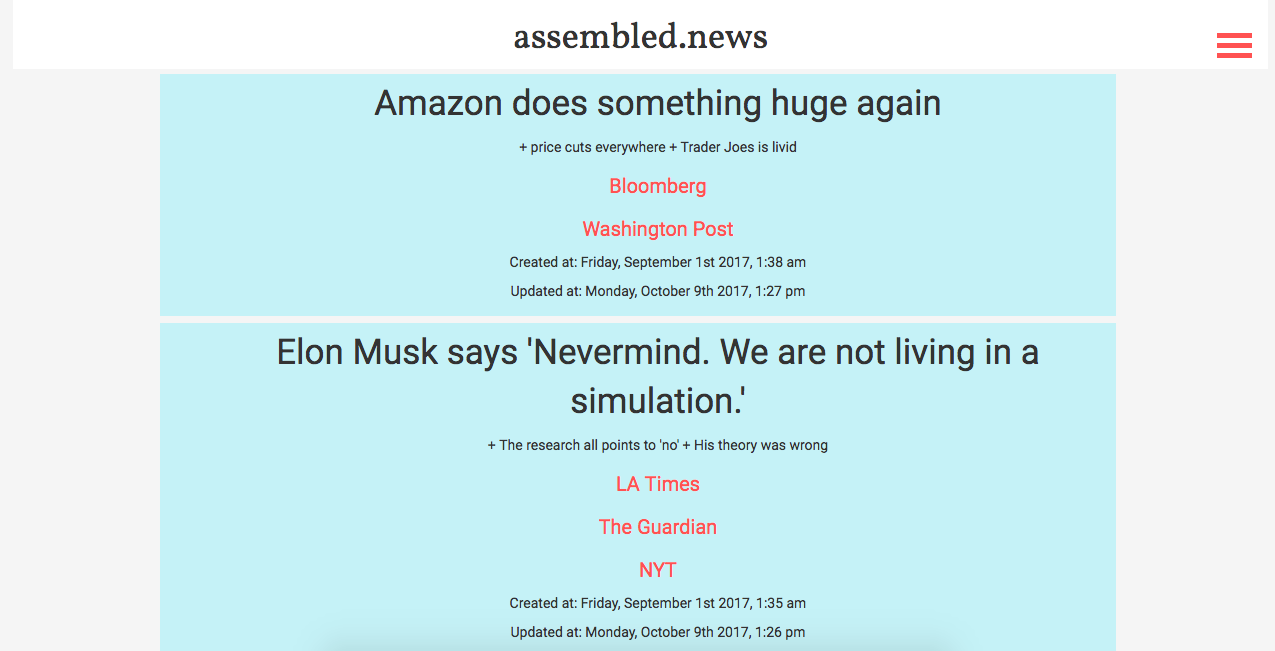 assembled.news
Amazon does something huge again
+ price cuts everywhere + Trader Joes is livid
Bloomberg
Washington Post
Created at: Friday, September 1st 2017, 1:38 am
Updated at: Monday, October 9th 2017, 1:27 pm
Elon Musk says 'Nevermind. We are not living in a
simulation.'
+ The research all points to 'no' + His theory was wrong
LA Times
The Guardian
NYT
Created at: Friday, September 1st 2017, 1:35 am
Updated at: Monday, October 9th 2017, 1:26 pm